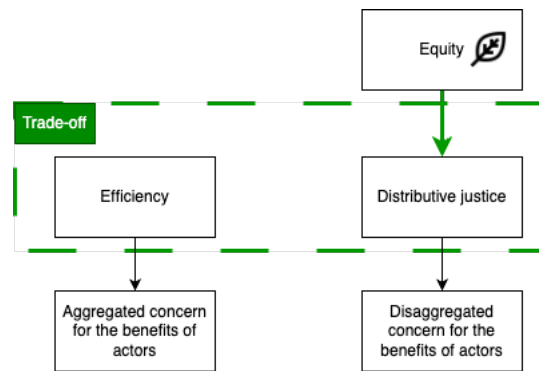 Equity
Trade-off
Efficiency
Distributive justice
Aggregated concern
for the benefits of
actors
Disaggregated
concern for the
benefits of actors